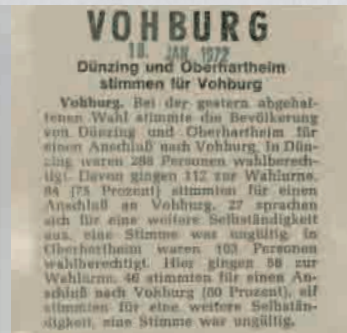 VOHBURG
18. JAN. 1972
Dünzing und Oberhartheim
stimmen für Vohburg
Vohburg. Bei der gestern abgehal-
tenen Wahl stimmte die Bevölkerung
von Dünzing und Oberhartheim für
einen Anschluß nach Vohburg. In Dün-
zing waren 288 Personen wahlberech-
tigt. Davon gingen 112 zur Wahlurne.
84 (75 Prozent) stimmten für einen
Anschluß an Vohburg. 27 sprachen
sich für eine weitere Selbständigkeit
aus, eine Stimme war ungültig. In
Oberhartheim waren 103 Personen
wahlberechtigt. Hier gingen 58 zur
Wahlurne. 46 stimmten für einen An-
schluß nach Vohburg (80 Prozent), elf
stimmten für eine weitere Selbstän-
digkeit, eine Stimme war ungültig.